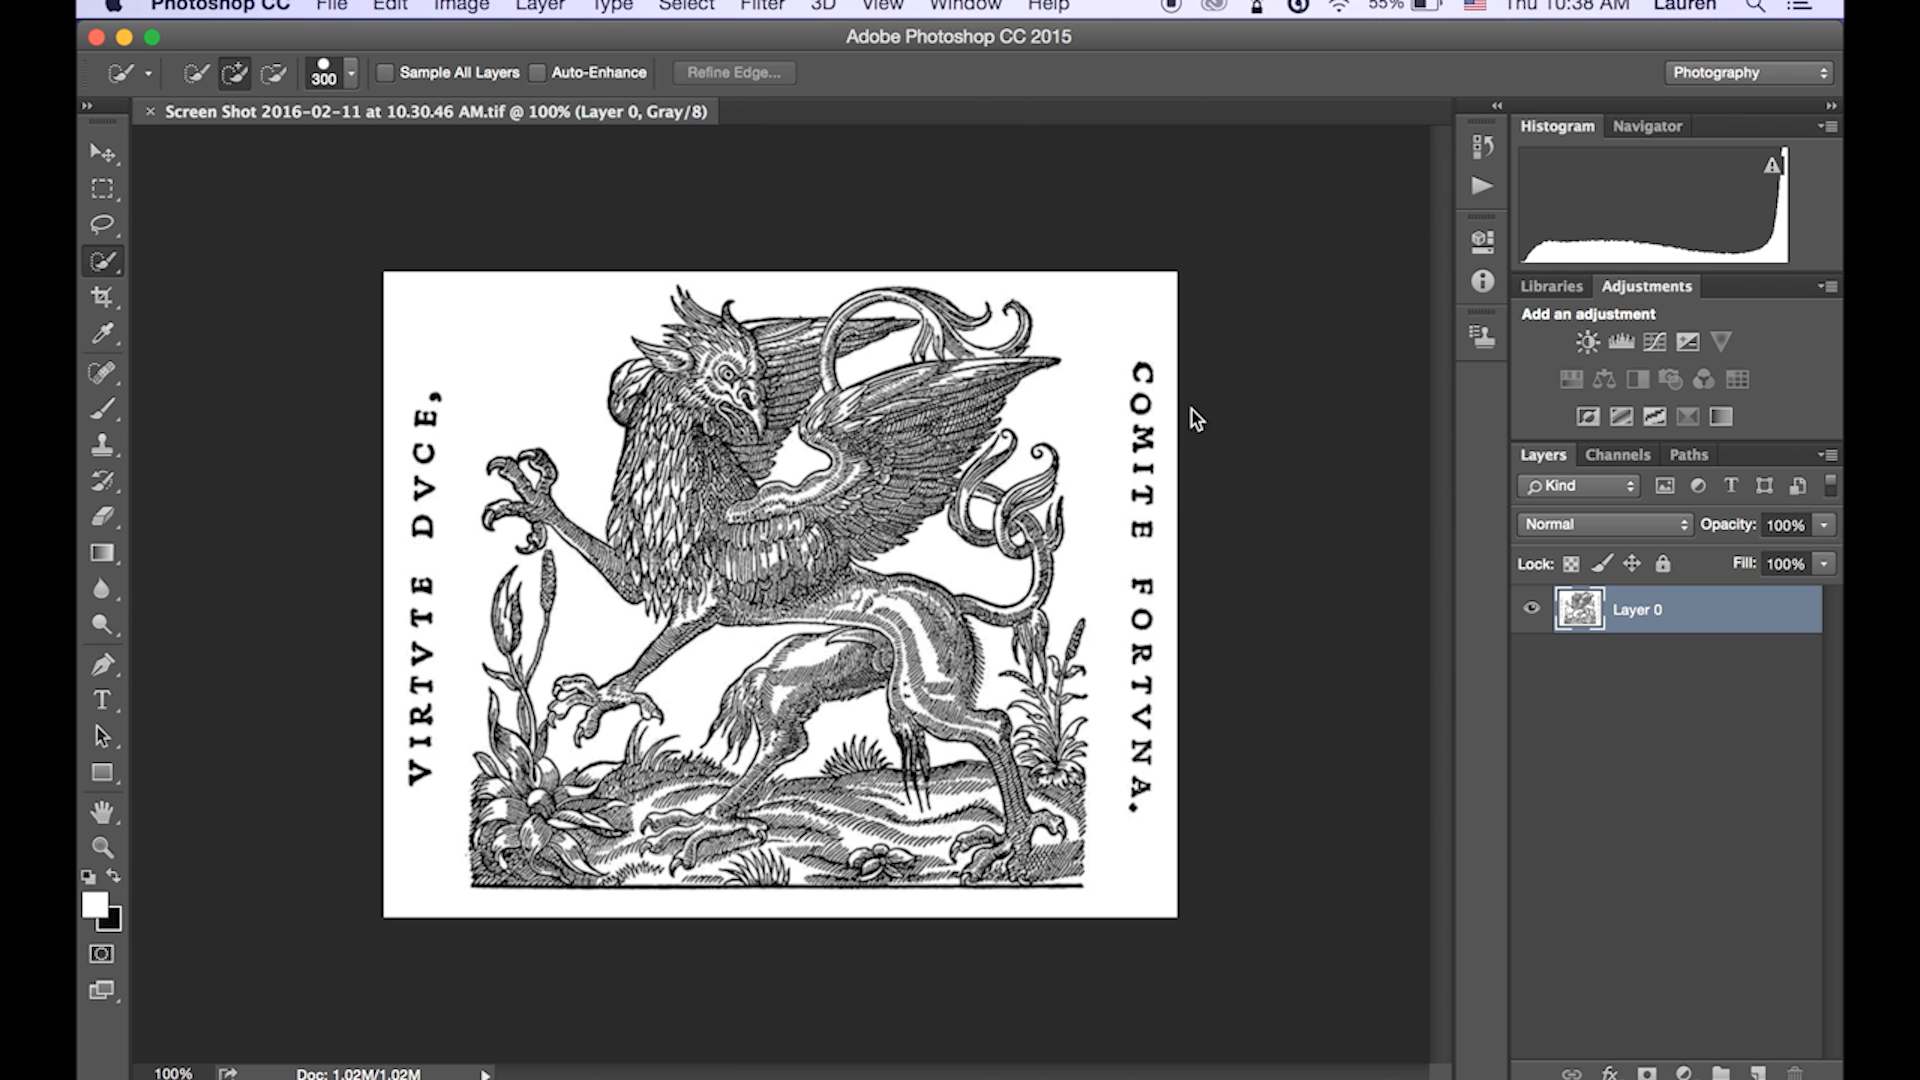 Photoshop CC File Edit Image Layer Type Select Filter 3D View Window Help 55% Thu 10:38 AM Lauren
Adobe Photoshop CC 2015
300 Sample All Layers Auto-Enhance Refine Edge... Photography
× Screen Shot 2016-02-11 at 10.30.46 AM.tif @ 100% (Layer 0, Gray/8)
Histogram Navigator
Libraries Adjustments
Add an adjustment
VIRTVTE DVCE,
COMITE FORTVNA.
Layers Channels Paths
Kind
Normal Opacity: 100%
Lock: Fill: 100%
Layer 0
100% Doc: 1.02M/1.02M